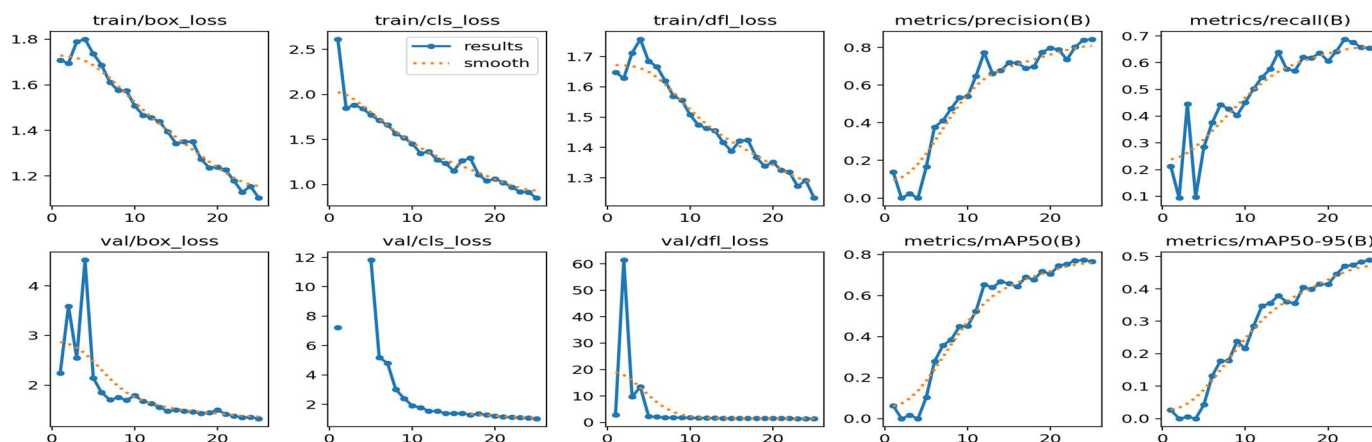 train/box_loss
train/cls_loss
train/dfl_loss
metrics/precision(B)
metrics/recall(B)
1.8
1.6
1.4
1.2
0 10 20
2.5
2.0
1.5
1.0
0 10 20
results
smooth
1.7
1.6
1.5
1.4
1.3
0 10 20
0.8
0.6
0.4
0.2
0.0
0 10 20
0.7
0.6
0.5
0.4
0.3
0.2
0.1
0 10 20
val/box_loss
val/cls_loss
val/dfl_loss
metrics/mAP50(B)
metrics/mAP50-95(B)
4
3
2
0 10 20
12
10
8
6
4
2
0 10 20
60
50
40
30
20
10
0
0 10 20
0.8
0.6
0.4
0.2
0.0
0 10 20
0.5
0.4
0.3
0.2
0.1
0.0
0 10 20